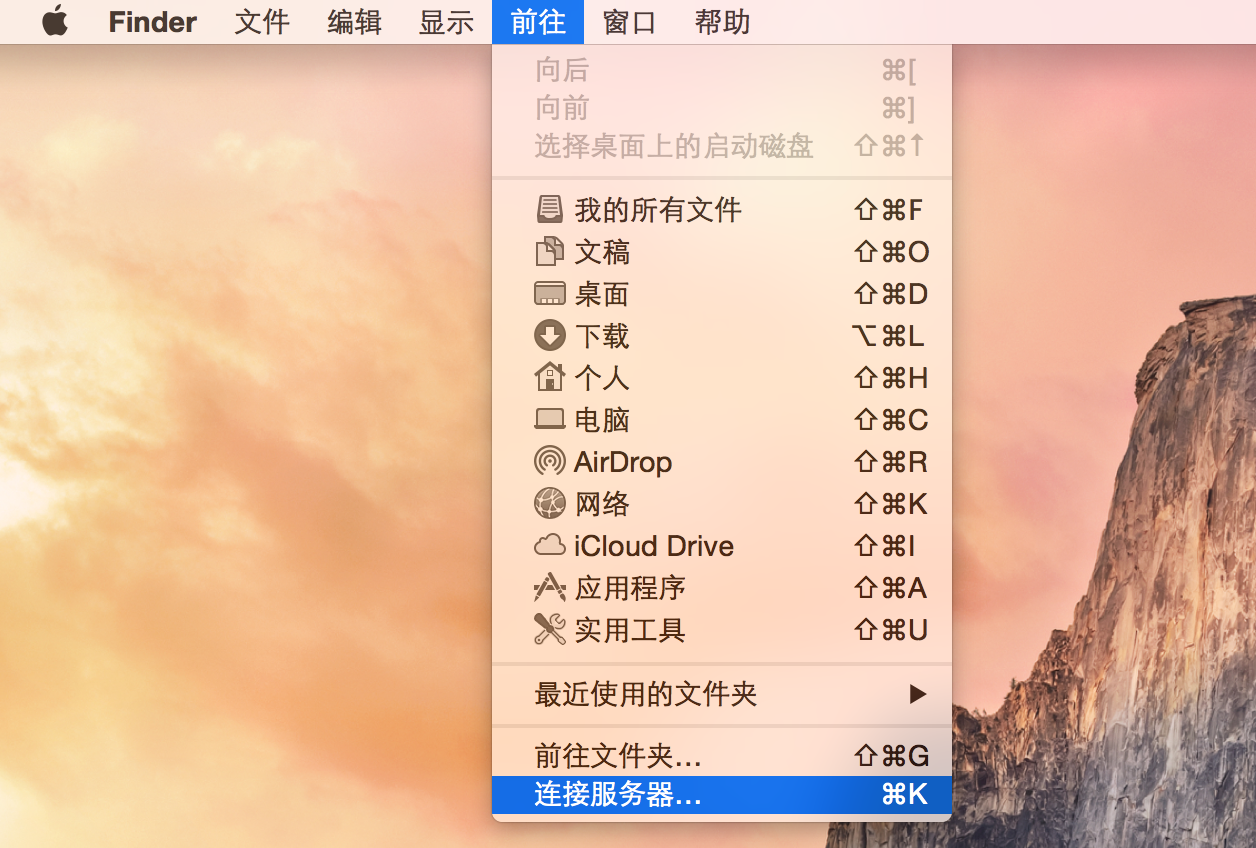 Finder 文件 编辑 显示 前往 窗口 帮助
向后 ⌘[
向前 ⌘]
选择桌面上的启动磁盘 ⇧⌘↑
我的所有文件 ⇧⌘F
文稿 ⇧⌘O
桌面 ⇧⌘D
下载 ⌥⌘L
个人 ⇧⌘H
电脑 ⇧⌘C
AirDrop ⇧⌘R
网络 ⇧⌘K
iCloud Drive ⇧⌘I
应用程序 ⇧⌘A
实用工具 ⇧⌘U
最近使用的文件夹 ▶
前往文件夹... ⇧⌘G
连接服务器... ⌘K